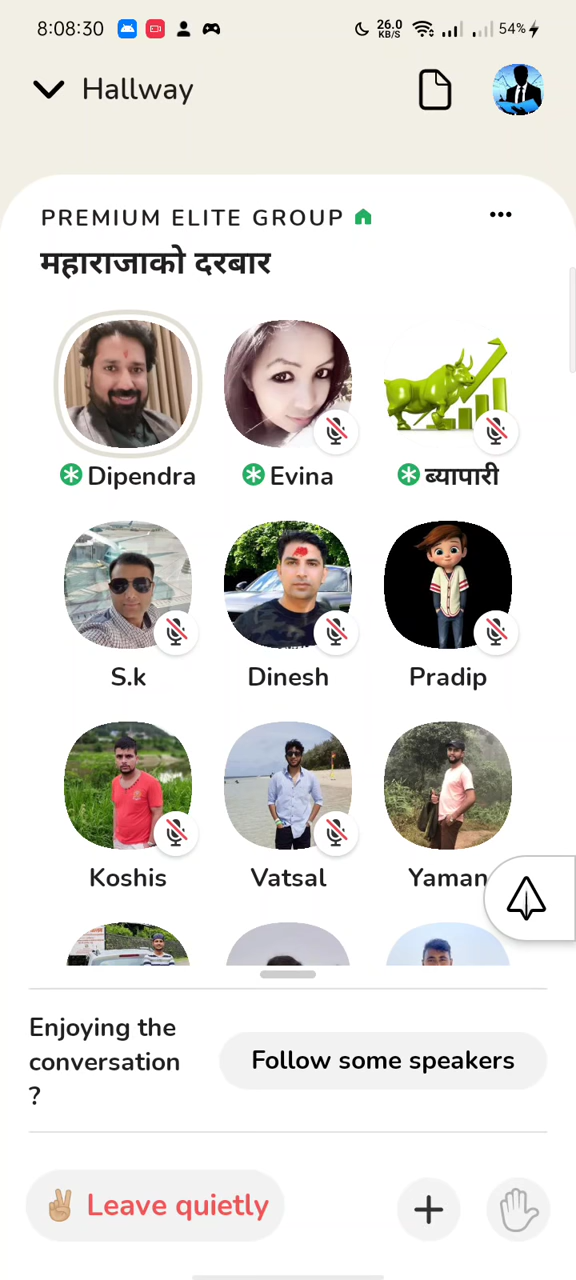 8:08:30
26.0
KB/S
54%
Hallway
PREMIUM ELITE GROUP
महाराजाको दरबार
Dipendra
Evina
ब्यापारी
S.k
Dinesh
Pradip
Koshis
Vatsal
Yaman
Enjoying the
conversation
?
Follow some speakers
Leave quietly